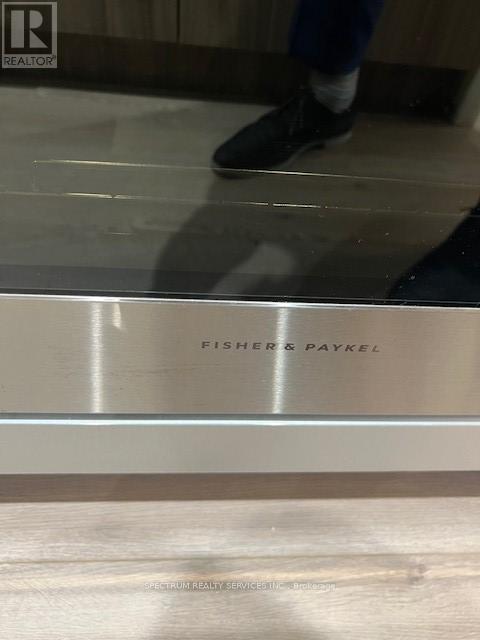 R
REALTOR®
FISHER & PAYKEL
SPECTRUM REALTY SERVICES INC., Brokerage